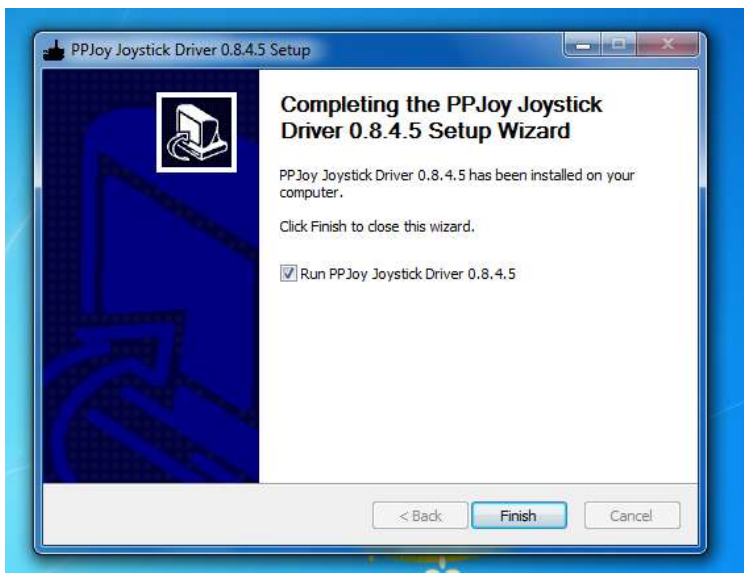 PPJoy Joystick Driver 0.8.4.5 Setup
Completing the PPJoy Joystick
Driver 0.8.4.5 Setup Wizard
PPJoy Joystick Driver 0.8.4.5 has been installed on your
computer.
Click Finish to close this wizard.
Run PPJoy Joystick Driver 0.8.4.5
< Back
Finish
Cancel